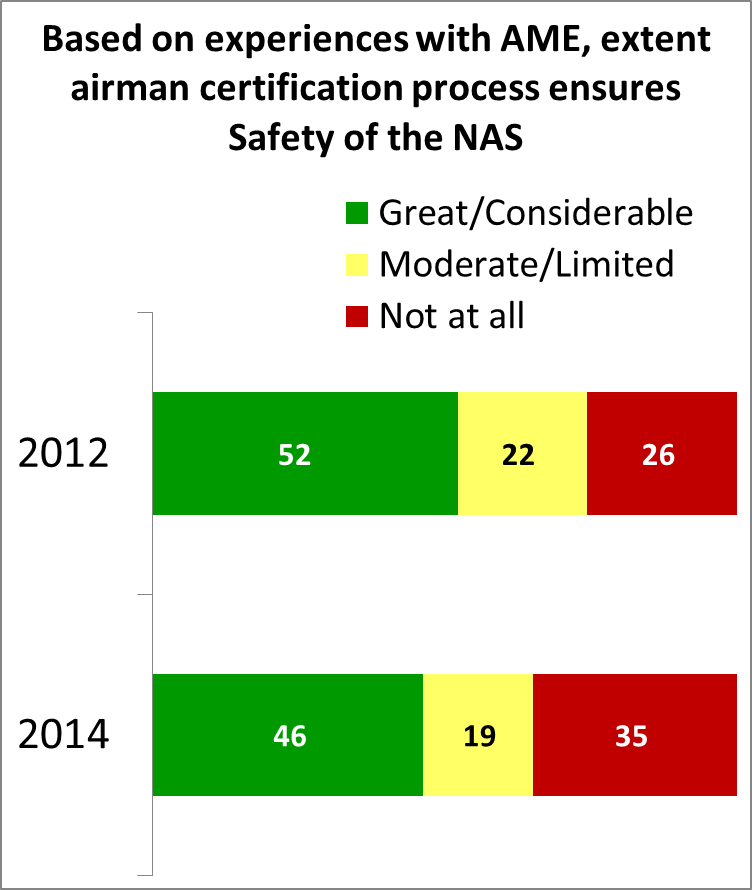 Based on experiences with AME, extent
airman certification process ensures
Safety of the NAS
Great/Considerable
Moderate/Limited
Not at all
2012
52
22
26
2014
46
19
35